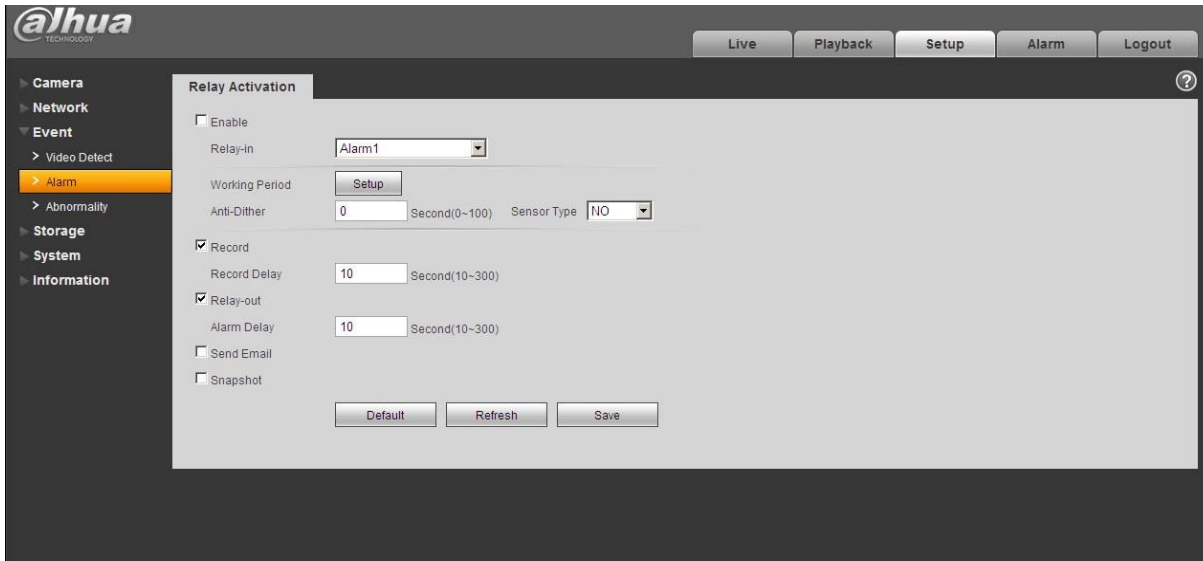 alhua
TECHNOLOGY
Live Playback Setup Alarm Logout
Camera
Network
Event
> Video Detect
> Alarm
> Abnormality
Storage
System
Information
Relay Activation
?
Enable
Relay-in Alarm1
Working Period Setup
Anti-Dither 0 Second(0~100) Sensor Type NO
Record
Record Delay 10 Second(10~300)
Relay-out
Alarm Delay 10 Second(10~300)
Send Email
Snapshot
Default Refresh Save